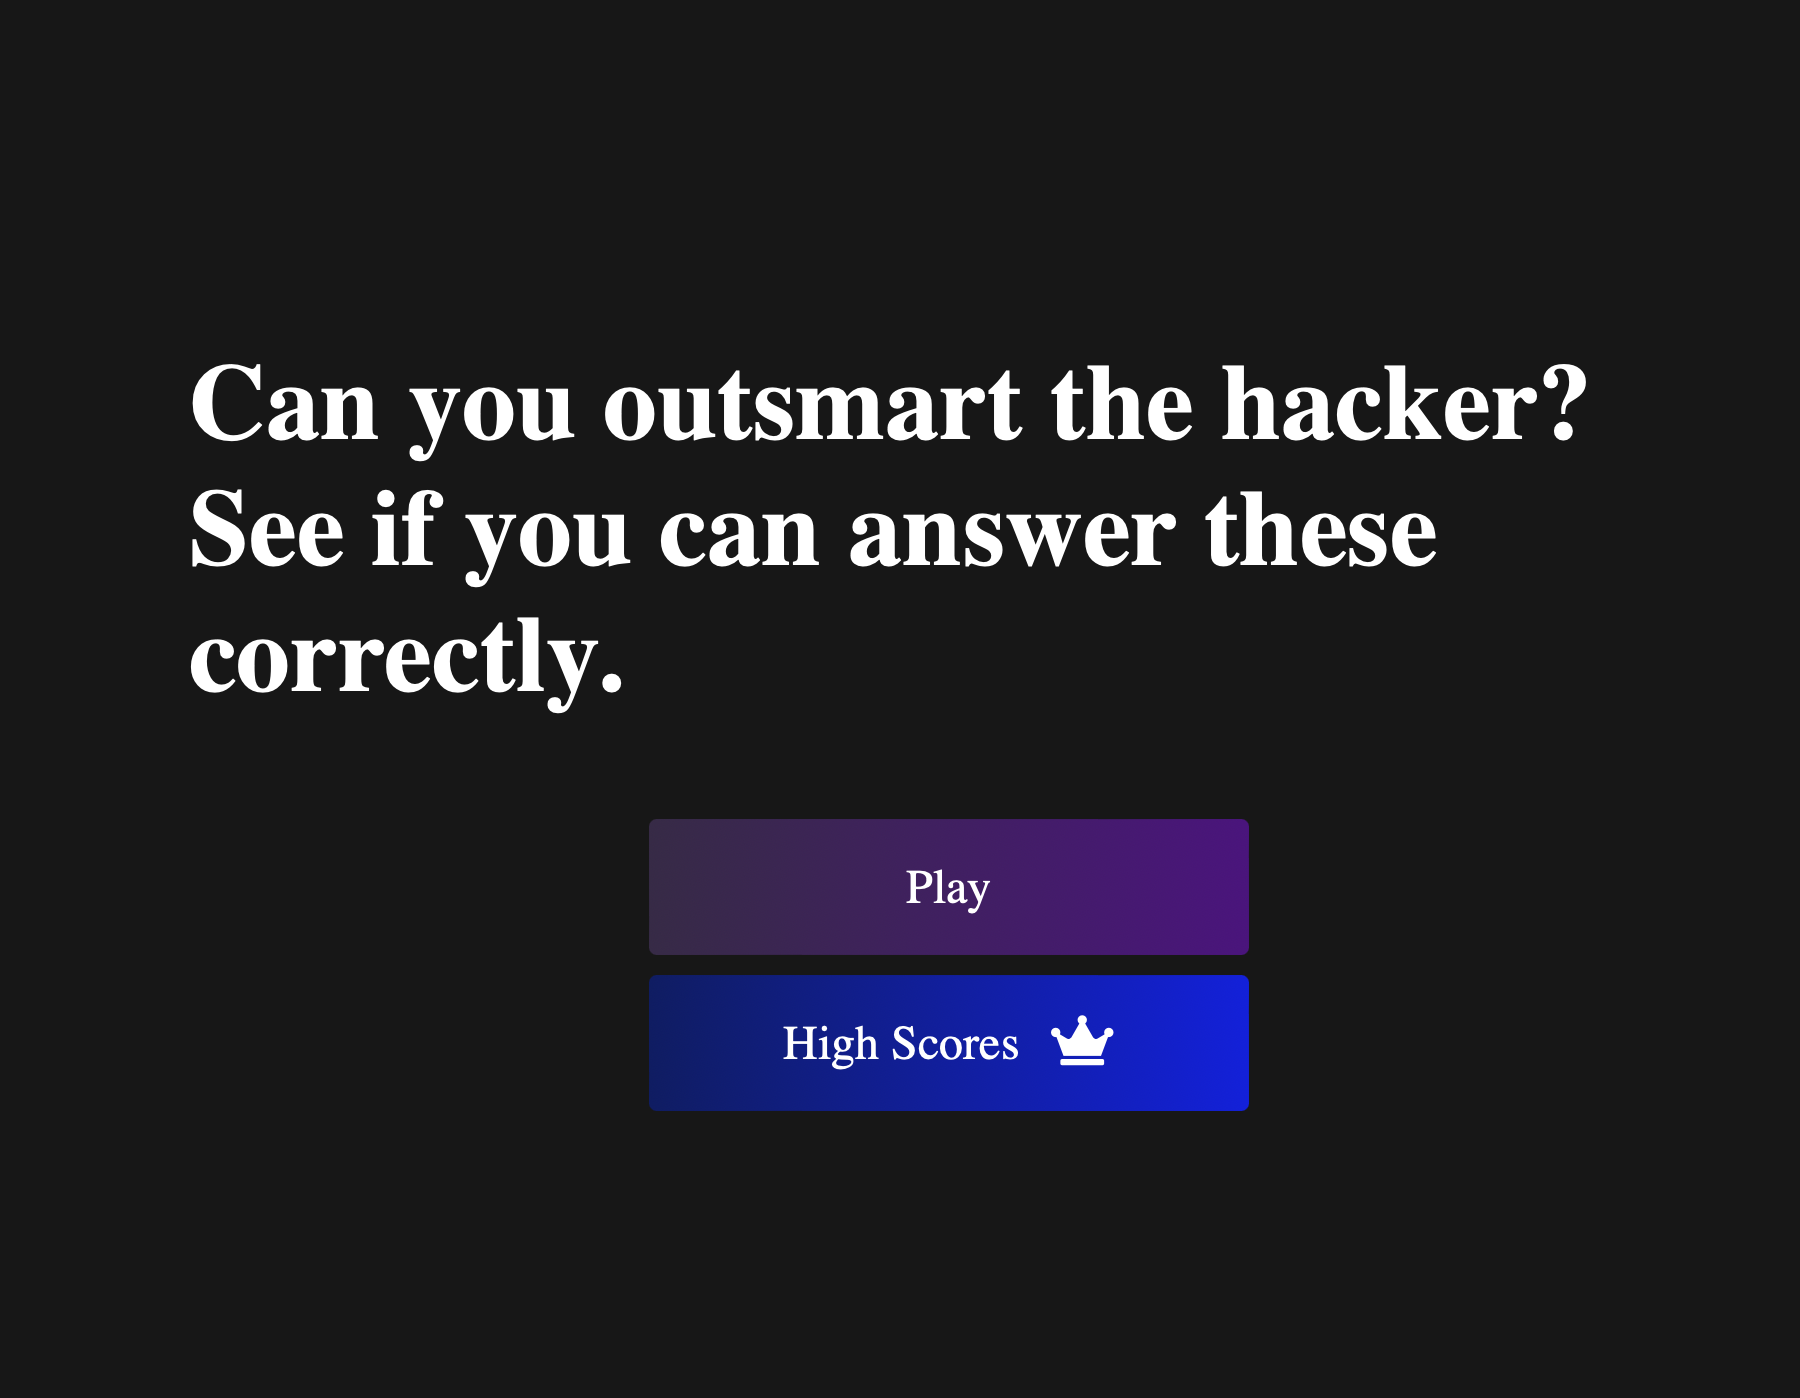 Can you outsmart the hacker?
See if you can answer these
correctly.
Play
High Scores